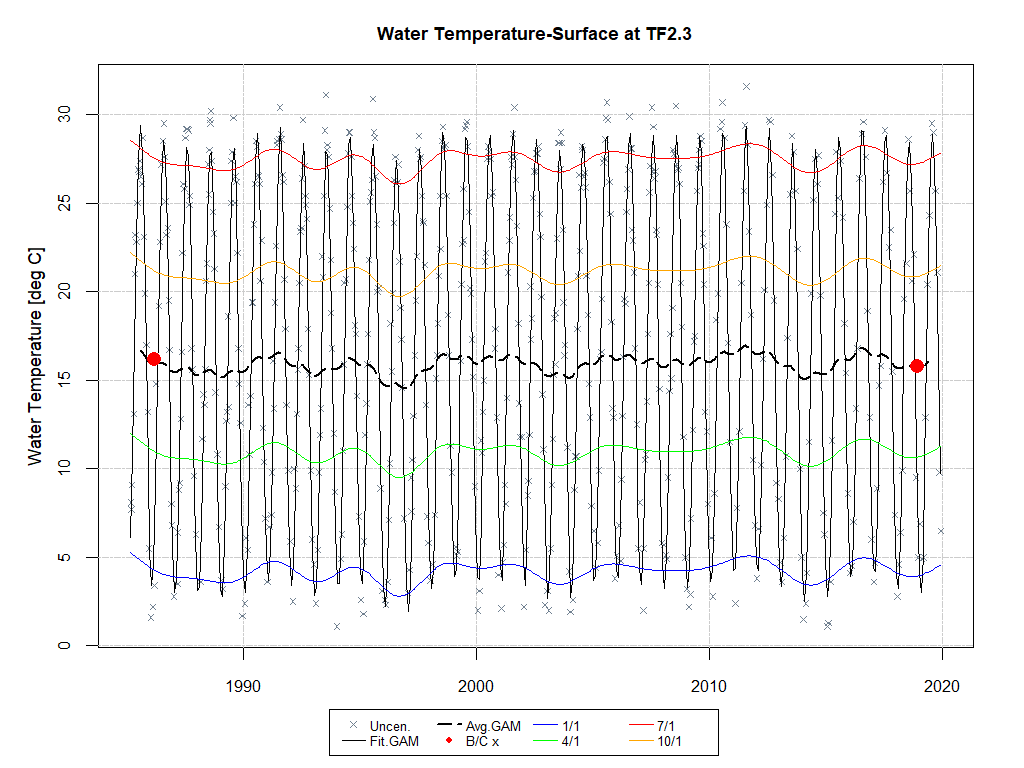 Water Temperature-Surface at TF2.3
Water Temperature [deg C]
30
25
20
15
10
5
0
1990 2000 2010 2020
Uncen. Avg.GAM 1/1 7/1
Fit.GAM B/C x 4/1 10/1